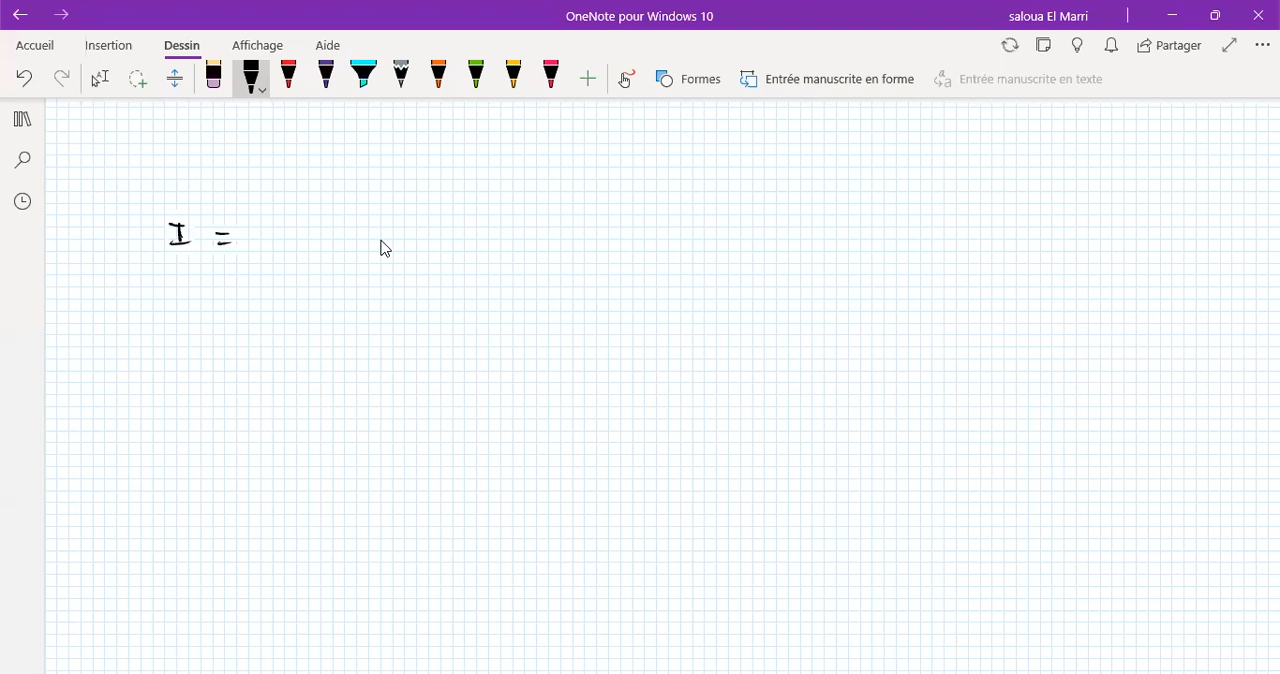 OneNote pour Windows 10
saloua El Marri
Accueil Insertion Dessin Affichage Aide
Partager
Formes Entrée manuscrite en forme Entrée manuscrite en texte
I =